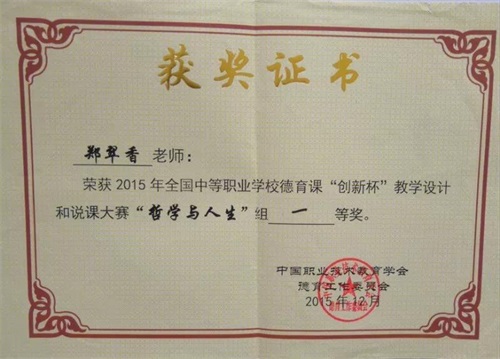 获奖证书
郑翠香 老师：
荣获2015年全国中等职业学校德育课“创新杯”教学设计
和说课大赛“哲学与人生”组 一 等奖。
中国职业技术教育学会
德育工作委员会
2015年12月